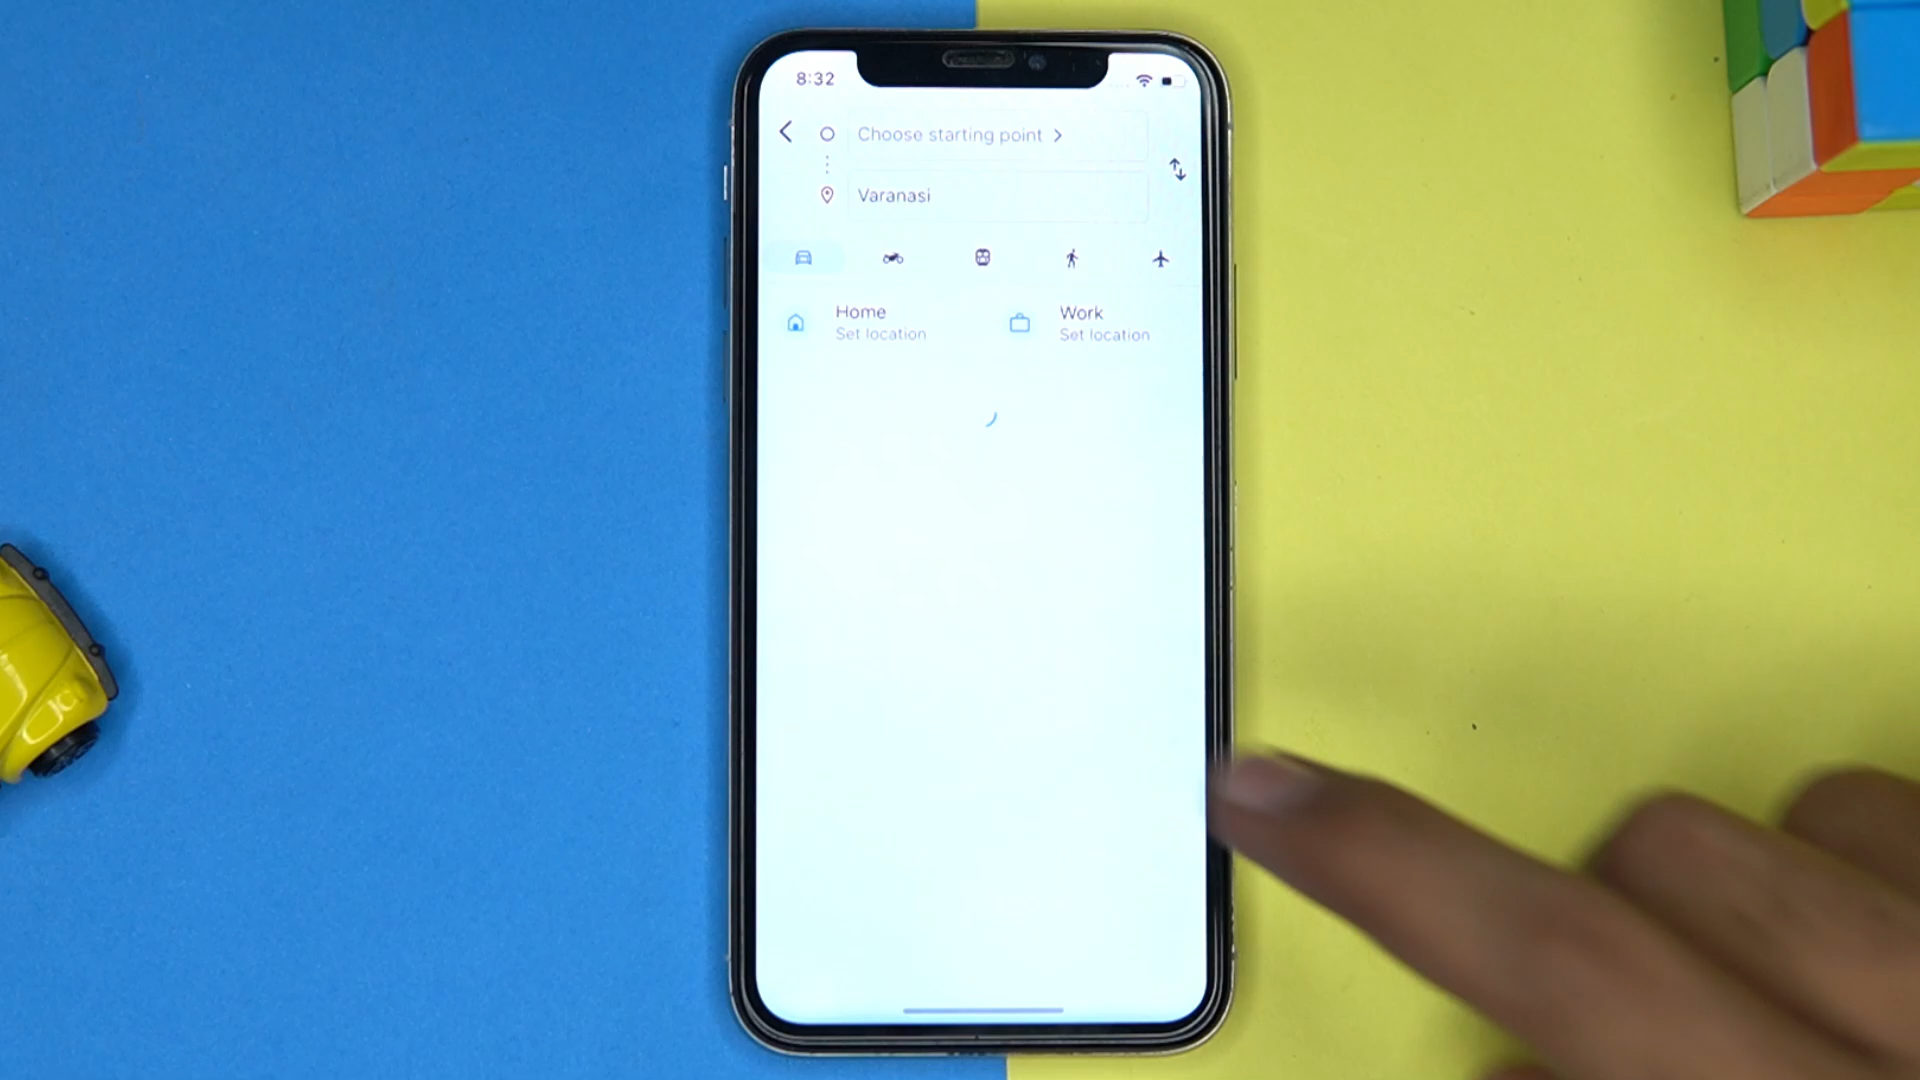 8:32
Choose starting point
Varanasi
Home
Set location
Work
Set location